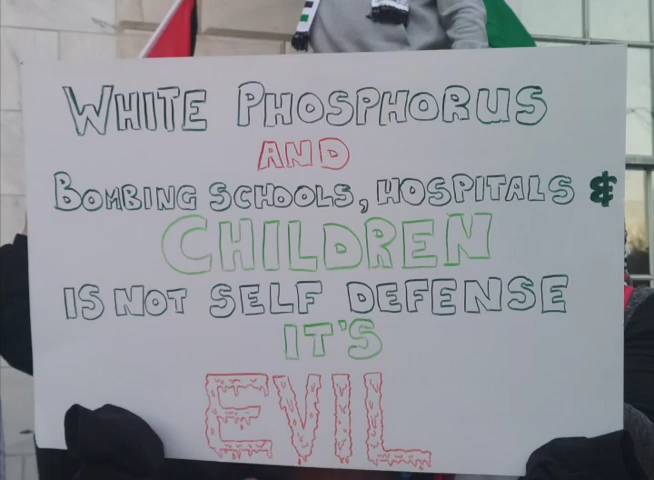 WHITE PHOSPHORUS
AND
BOMBING SCHOOLS, HOSPITALS &
CHILDREN
IS NOT SELF DEFENSE
IT'S
EVIL